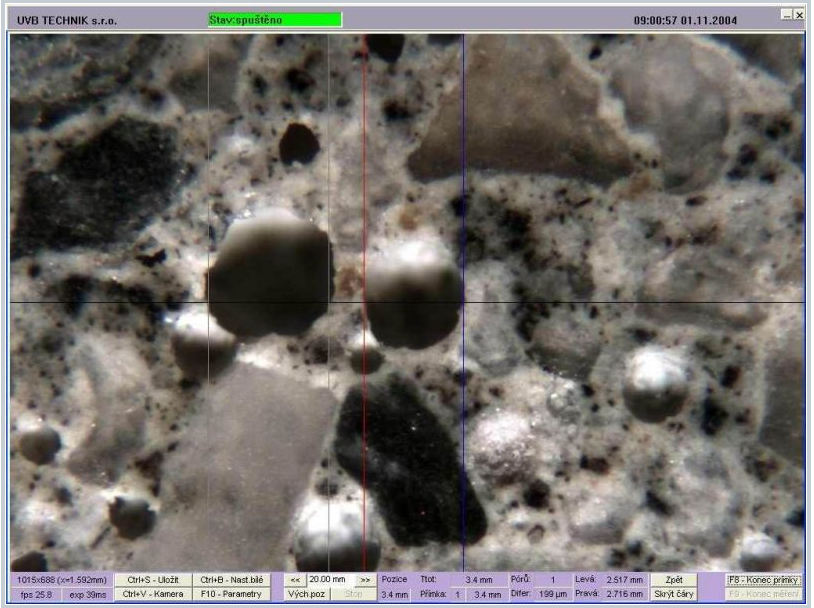 UVB TECHNIK s.r.o. Stav:spuštěno 09:00:57 01.11.2004
1015x688 (x=1.592mm) Ctrl+S - Uložit Ctrl+B - Nast.bílé << 20.00 mm >> Pozice Ttot: 3.4 mm Pórů: 1 Levá: 2.517 mm Zpět F8 - Konec přímky
fps 25.8 exp 39ms Ctrl+V - Kamera F10 - Parametry Vých.poz Stop 3.4 mm Přímka: 1 3.4 mm Difer: 199 µm Pravá: 2.716 mm Skrýt čáry F9 - Konec měření